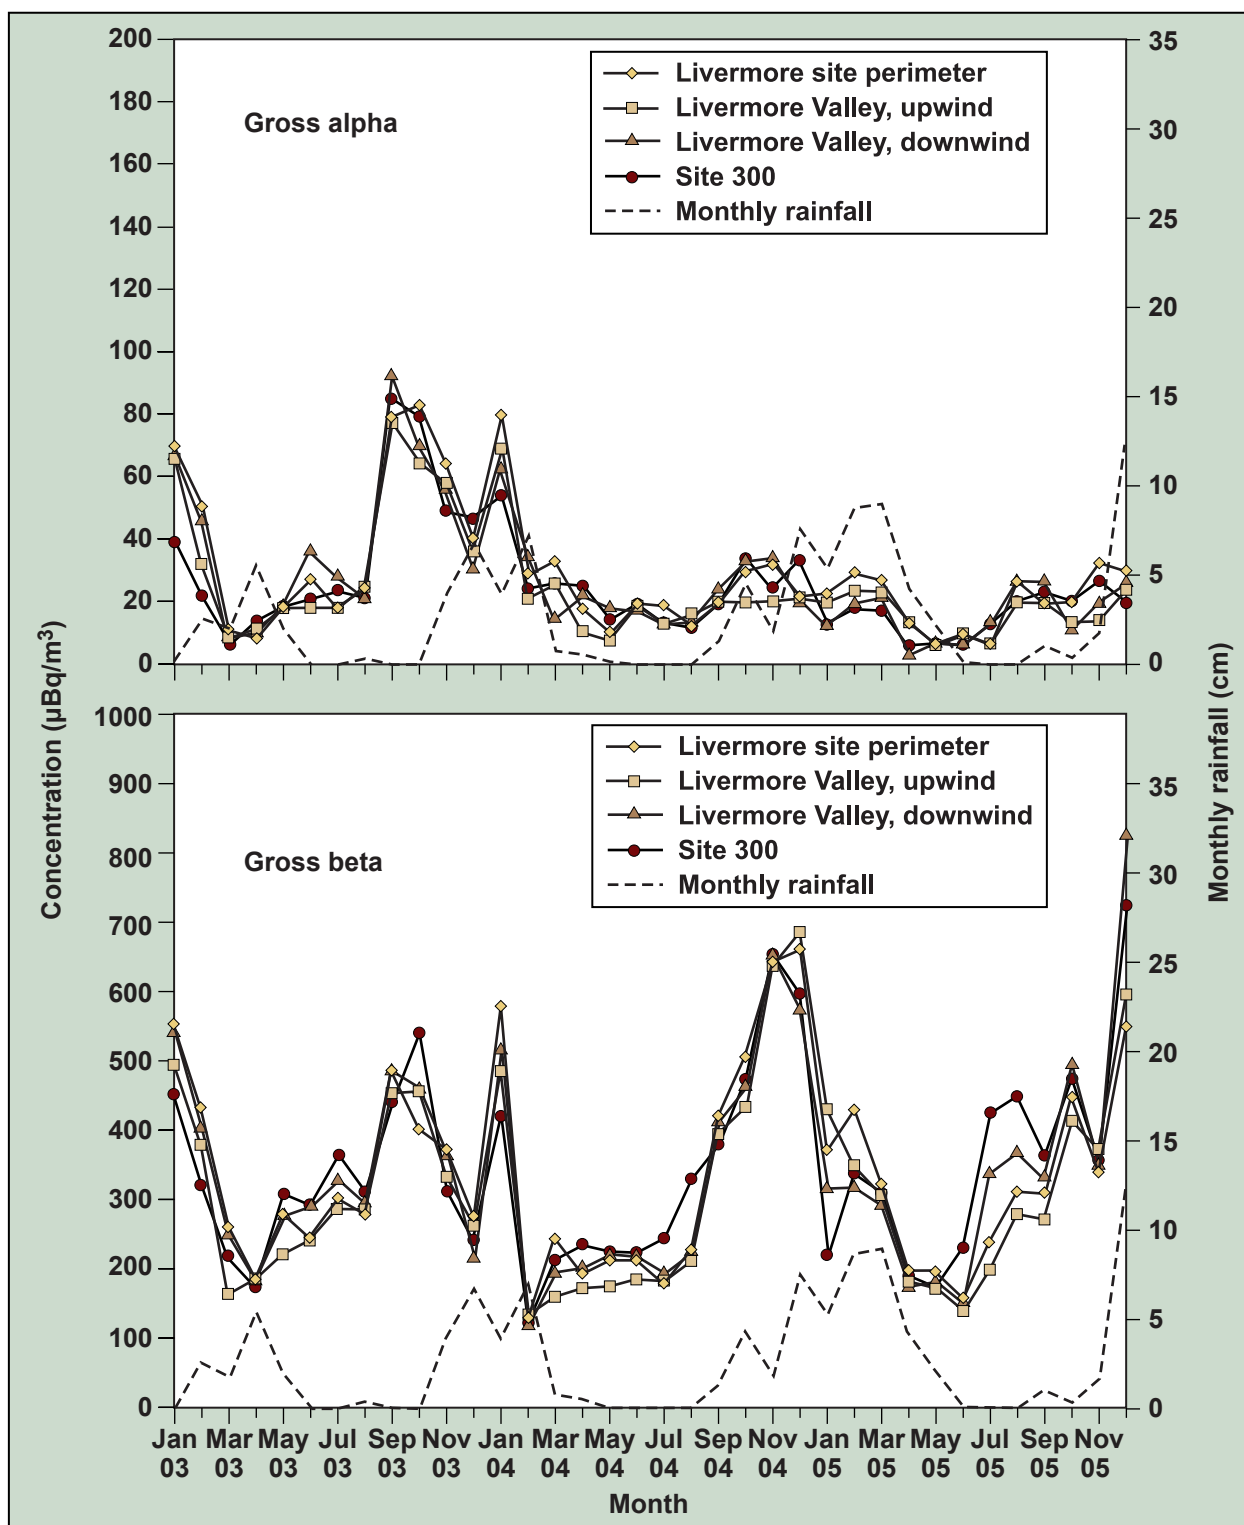 200
180
160
140
120
100
80
60
40
20
0
Gross alpha
Livermore site perimeter
Livermore Valley, upwind
Livermore Valley, downwind
Site 300
Monthly rainfall
35
30
25
20
15
10
5
0
Concentration (µBq/m³)
Monthly rainfall (cm)
1000
900
800
700
600
500
400
300
200
100
0
Gross beta
Livermore site perimeter
Livermore Valley, upwind
Livermore Valley, downwind
Site 300
Monthly rainfall
35
30
25
20
15
10
5
0
Jan Mar May Jul Sep Nov Jan Mar May Jul Sep Nov Jan Mar May Jul Sep Nov
03 03 03 03 03 03 04 04 04 04 04 04 05 05 05 05 05 05
Month